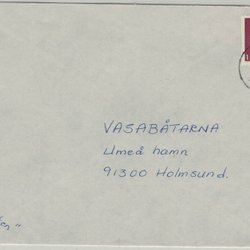 VASABÅTARNA
Umeå hamn
91300 Holmsund.